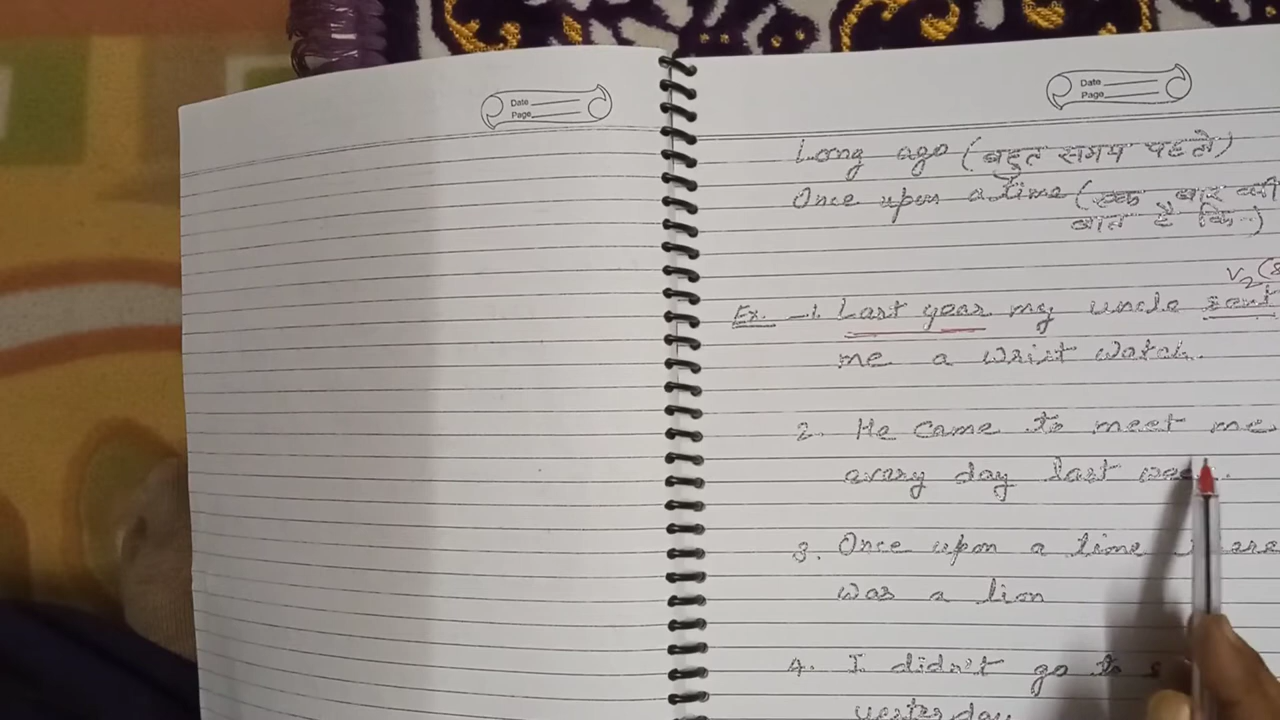 Date
Page
Date
Page
Long ago (बहुत समय पहले)
Once upon a time (एक बार की
बात है कि-)
V2 (S
Ex. -1. Last year my uncle sent
me a wrist watch.
2. He came to meet me
every day last week.
3. Once upon a time there
was a lion
4. I didn't go to s
yesterday